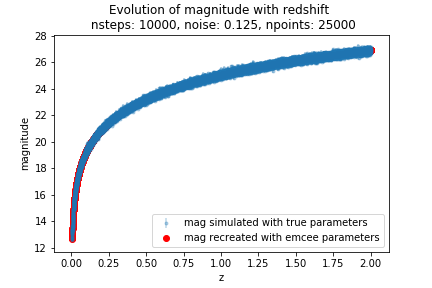 Evolution of magnitude with redshift
nsteps: 10000, noise: 0.125, npoints: 25000
28
26
24
22
20
18
16
14
12
magnitude
mag simulated with true parameters
mag recreated with emcee parameters
0.00 0.25 0.50 0.75 1.00 1.25 1.50 1.75 2.00
z